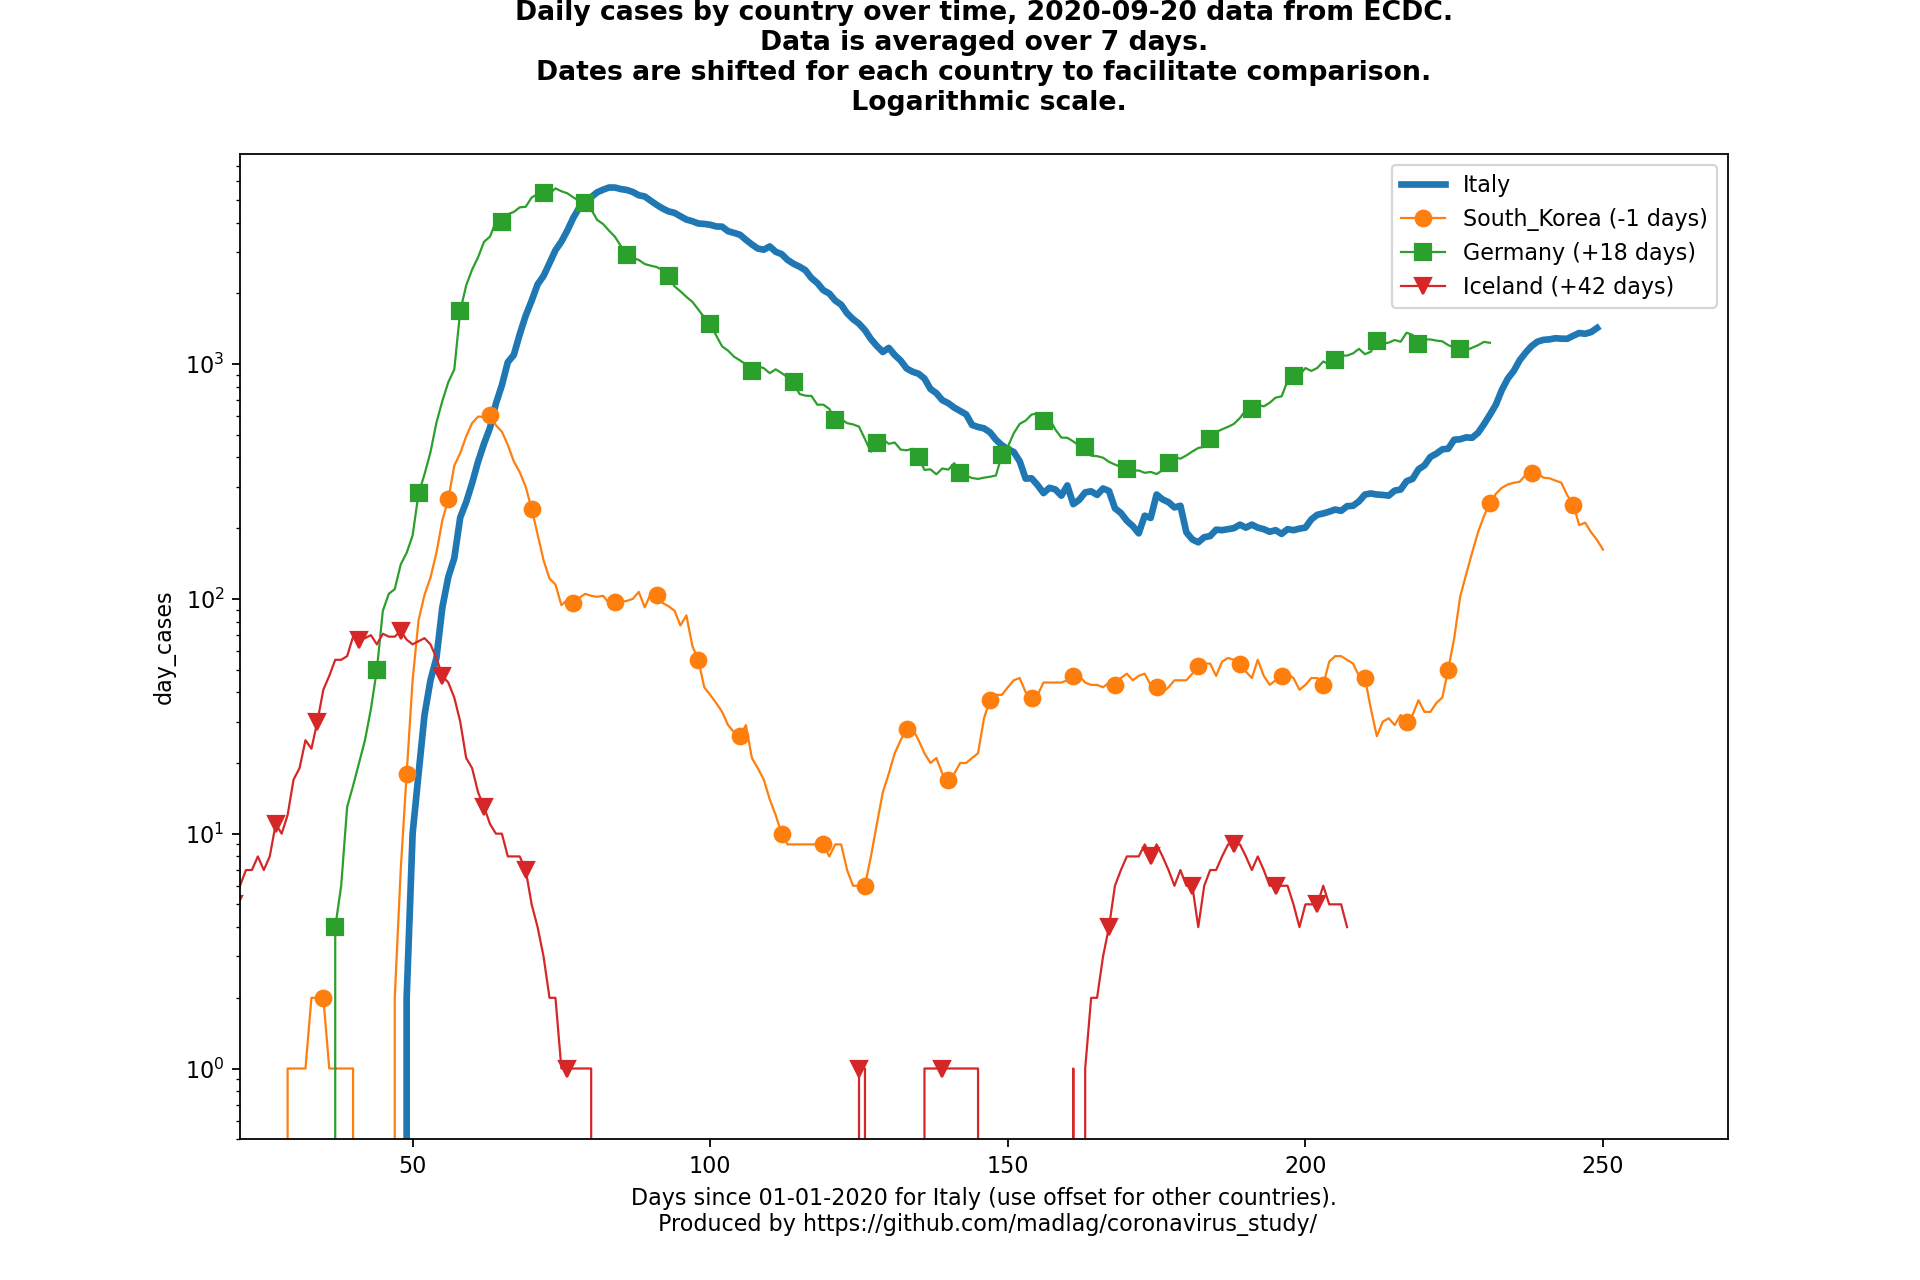 Daily cases by country over time, 2020-09-20 data from ECDC.
Data is averaged over 7 days.
Dates are shifted for each country to facilitate comparison.
Logarithmic scale.
Italy
South_Korea (-1 days)
Germany (+18 days)
Iceland (+42 days)
day_cases
10³
10²
10¹
10⁰
50
100
150
200
250
Days since 01-01-2020 for Italy (use offset for other countries).
Produced by https://github.com/madlag/coronavirus_study/